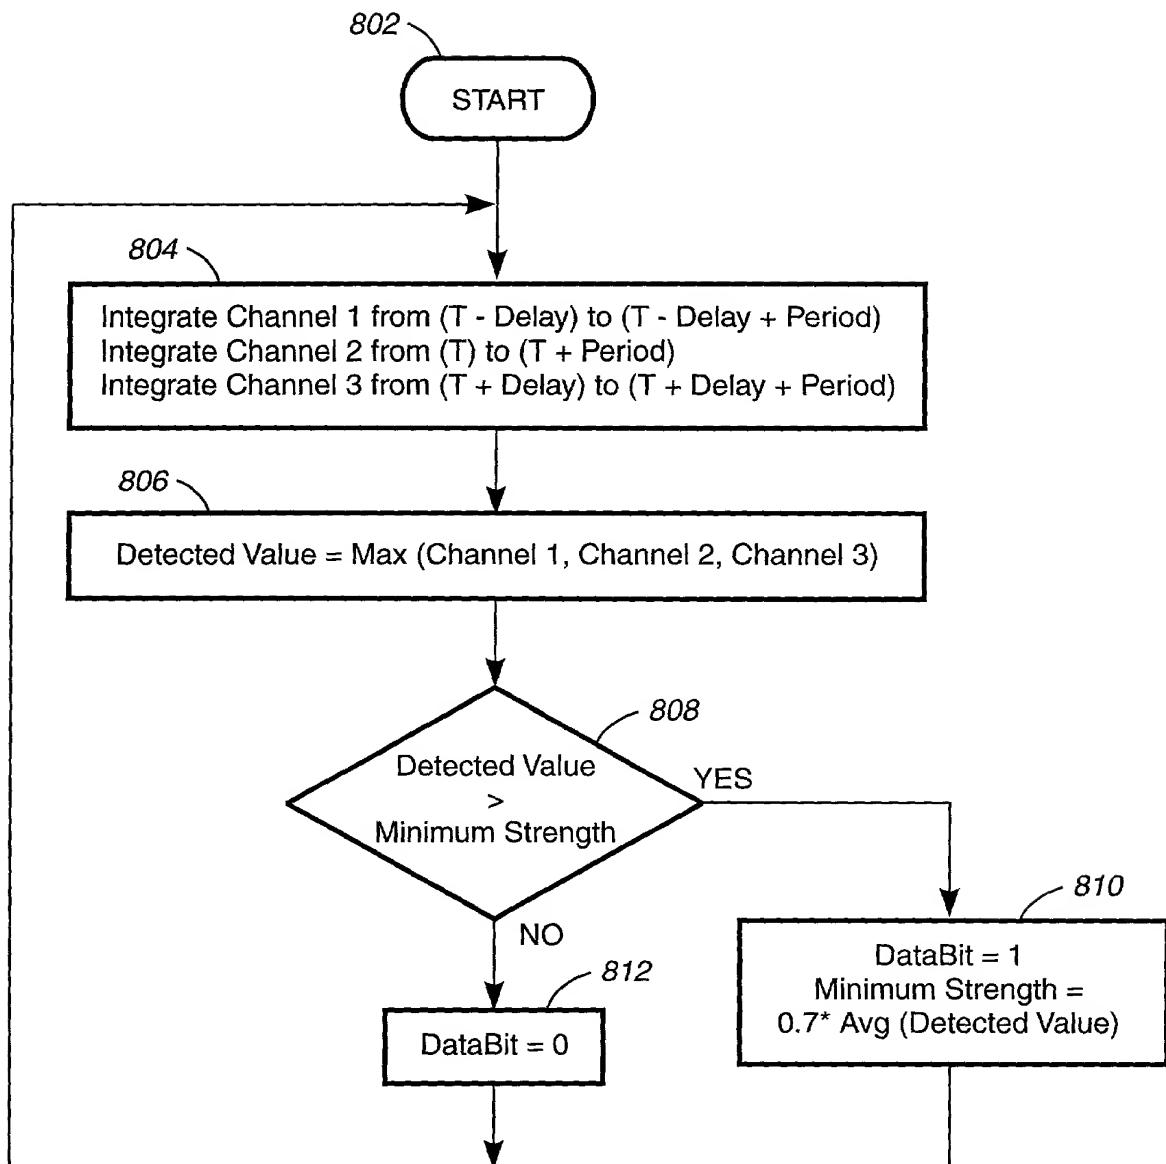 802
START
804
Integrate Channel 1 from (T - Delay) to (T - Delay + Period)
Integrate Channel 2 from (T) to (T + Period)
Integrate Channel 3 from (T + Delay) to (T + Delay + Period)
806
Detected Value = Max (Channel 1, Channel 2, Channel 3)
808
Detected Value
>
Minimum Strength
YES
NO
810
DataBit = 1
Minimum Strength =
0.7* Avg (Detected Value)
812
DataBit = 0